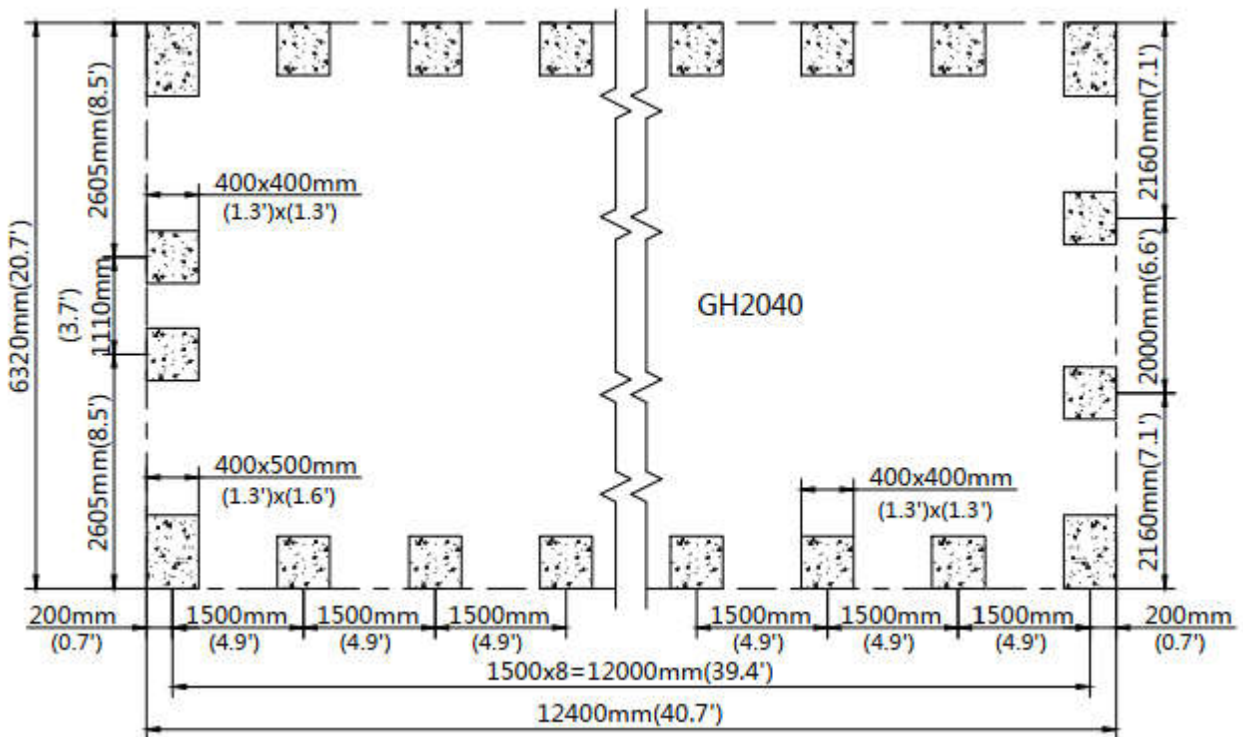 6320mm(20.7')
2605mm(8.5')
1110mm
(3.7')
2605mm(8.5')
400x400mm
(1.3')x(1.3')
400x500mm
(1.3')x(1.6')
GH2040
400x400mm
(1.3')x(1.3')
2160mm(7.1')
2000mm(6.6')
2160mm(7.1')
200mm 1500mm 1500mm 1500mm 1500mm 1500mm 1500mm 200mm
(0.7') (4.9') (4.9') (4.9') (4.9') (4.9') (4.9') (0.7')
1500x8=12000mm(39.4')
12400mm(40.7')